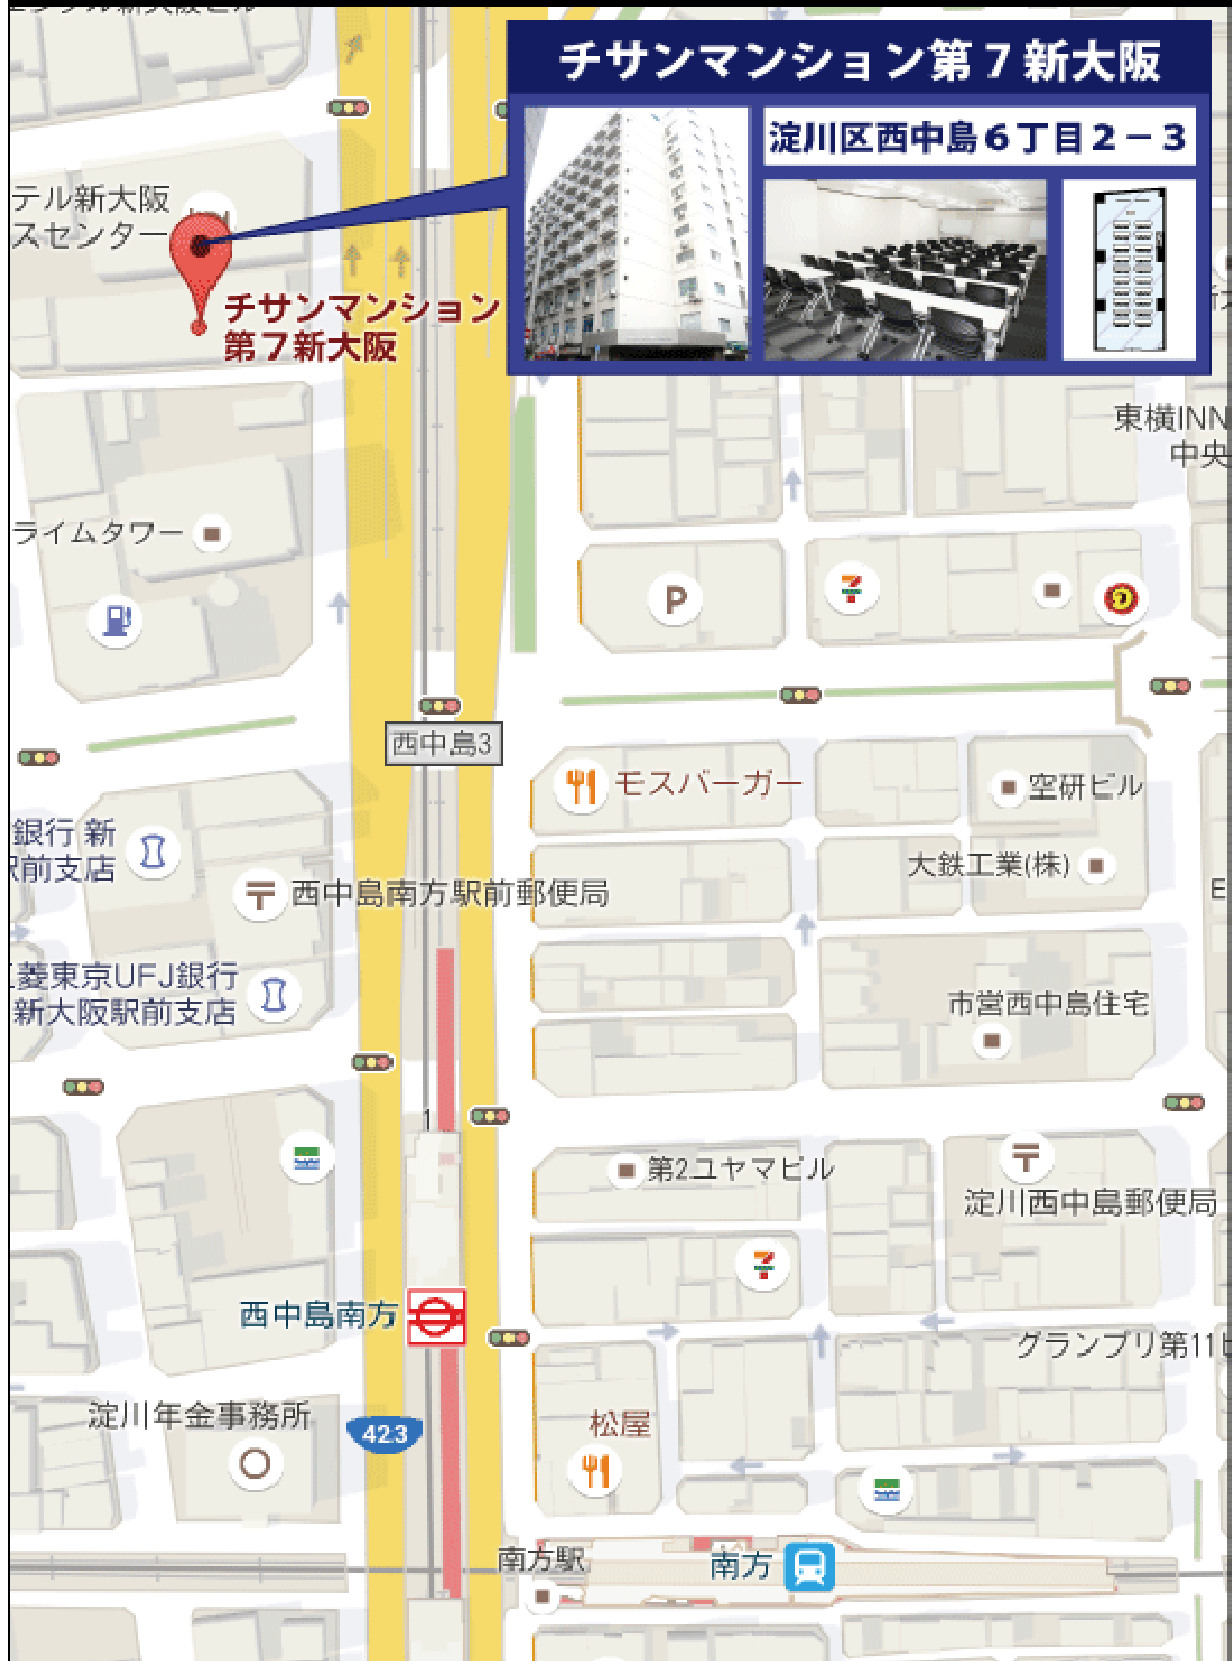 チサンマンション第7新大阪
淀川区西中島6丁目2-3
テル新大阪
スセンター
チサンマンション
第7新大阪
東横INN
中央
ライムタワー
P
西中島3
モスバーガー
空研ビル
銀行 新
駅前支店
大鉄工業(株)
西中島南方駅前郵便局
菱東京UFJ銀行
新大阪駅前支店
市営西中島住宅
1
第2ユヤマビル
淀川西中島郵便局
西中島南方
グランプリ第11ビ
淀川年金事務所
423
松屋
南方駅
南方